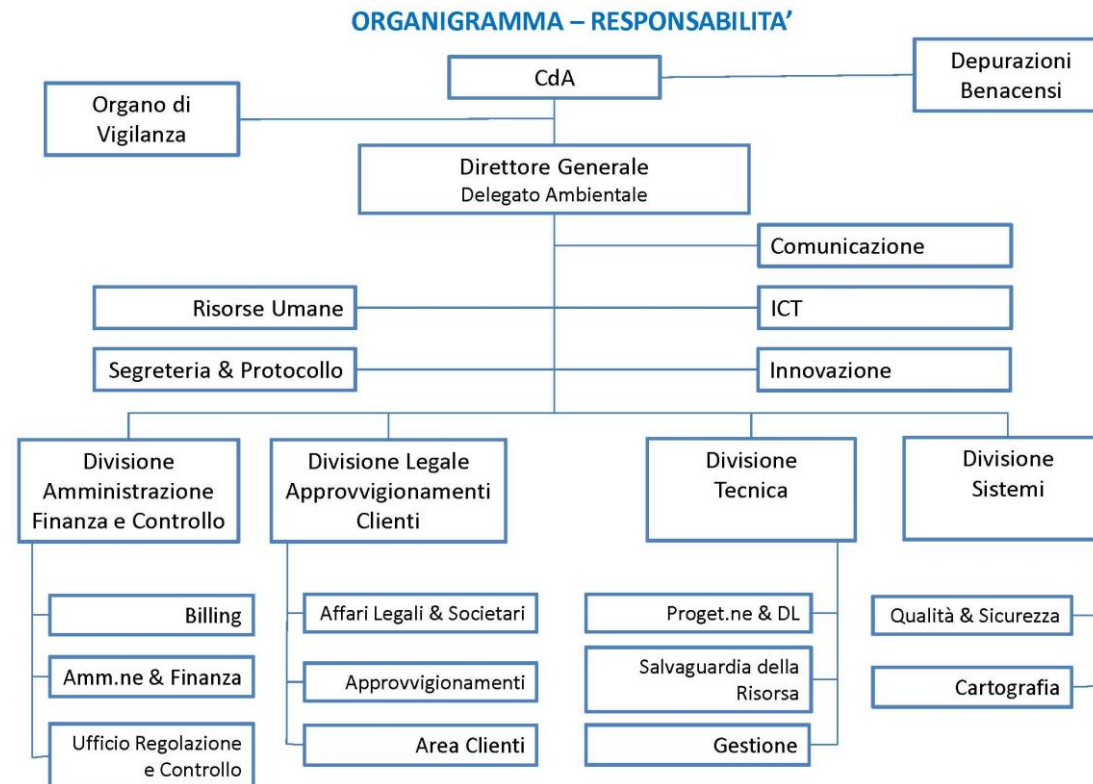 ORGANIGRAMMA – RESPONSABILITA’
CdA
Depurazioni
Benacensi
Organo di
Vigilanza
Direttore Generale
Delegato Ambientale
Comunicazione
Risorse Umane
ICT
Segreteria & Protocollo
Innovazione
Divisione
Amministrazione
Finanza e Controllo
Divisione Legale
Approvvigionamenti
Clienti
Divisione
Tecnica
Divisione
Sistemi
Billing
Amm.ne & Finanza
Ufficio Regolazione
e Controllo
Affari Legali & Societari
Approvvigionamenti
Area Clienti
Proget.ne & DL
Salvaguardia della
Risorsa
Gestione
Qualità & Sicurezza
Cartografia